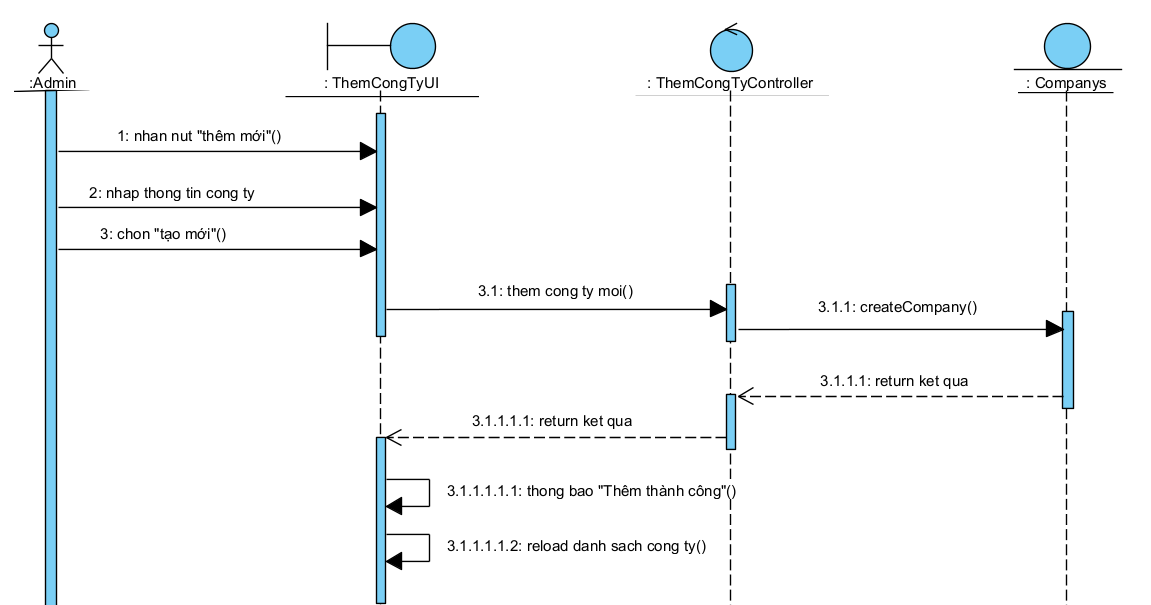 :Admin
: ThemCongTyUI
: ThemCongTyController
: Companys
1: nhan nut "thêm mới"()
2: nhap thong tin cong ty
3: chon "tạo mới"()
3.1: them cong ty moi()
3.1.1: createCompany()
3.1.1.1: return ket qua
3.1.1.1.1: return ket qua
3.1.1.1.1.1: thong bao "Thêm thành công"()
3.1.1.1.1.2: reload danh sach cong ty()